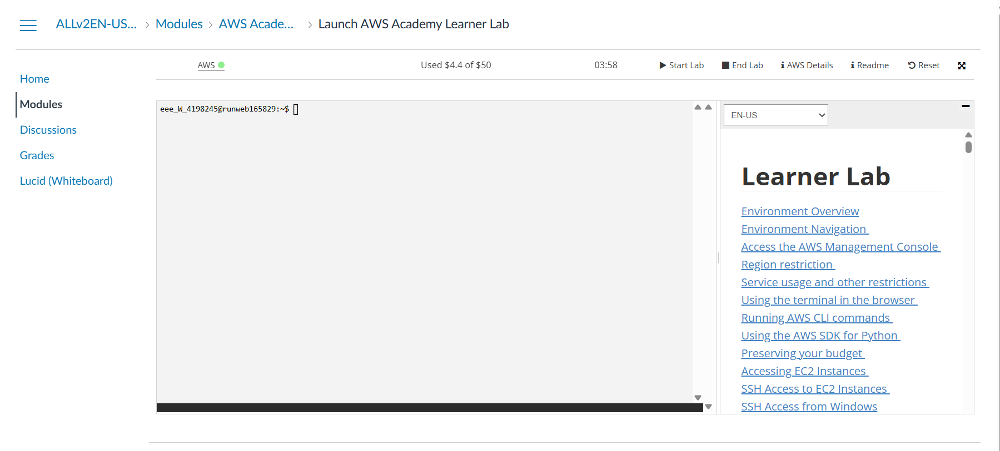 ALLv2EN-US... > Modules > AWS Acade... > Launch AWS Academy Learner Lab
AWS Used $4.4 of $50 03:58 Start Lab End Lab AWS Details Readme Reset
Home
Modules
Discussions
Grades
Lucid (Whiteboard)
eee_W_4198245@runweb165829:~$
EN-US
Learner Lab
Environment Overview
Environment Navigation
Access the AWS Management Console
Region restriction
Service usage and other restrictions
Using the terminal in the browser
Running AWS CLI commands
Using the AWS SDK for Python
Preserving your budget
Accessing EC2 Instances
SSH Access to EC2 Instances
SSH Access from Windows